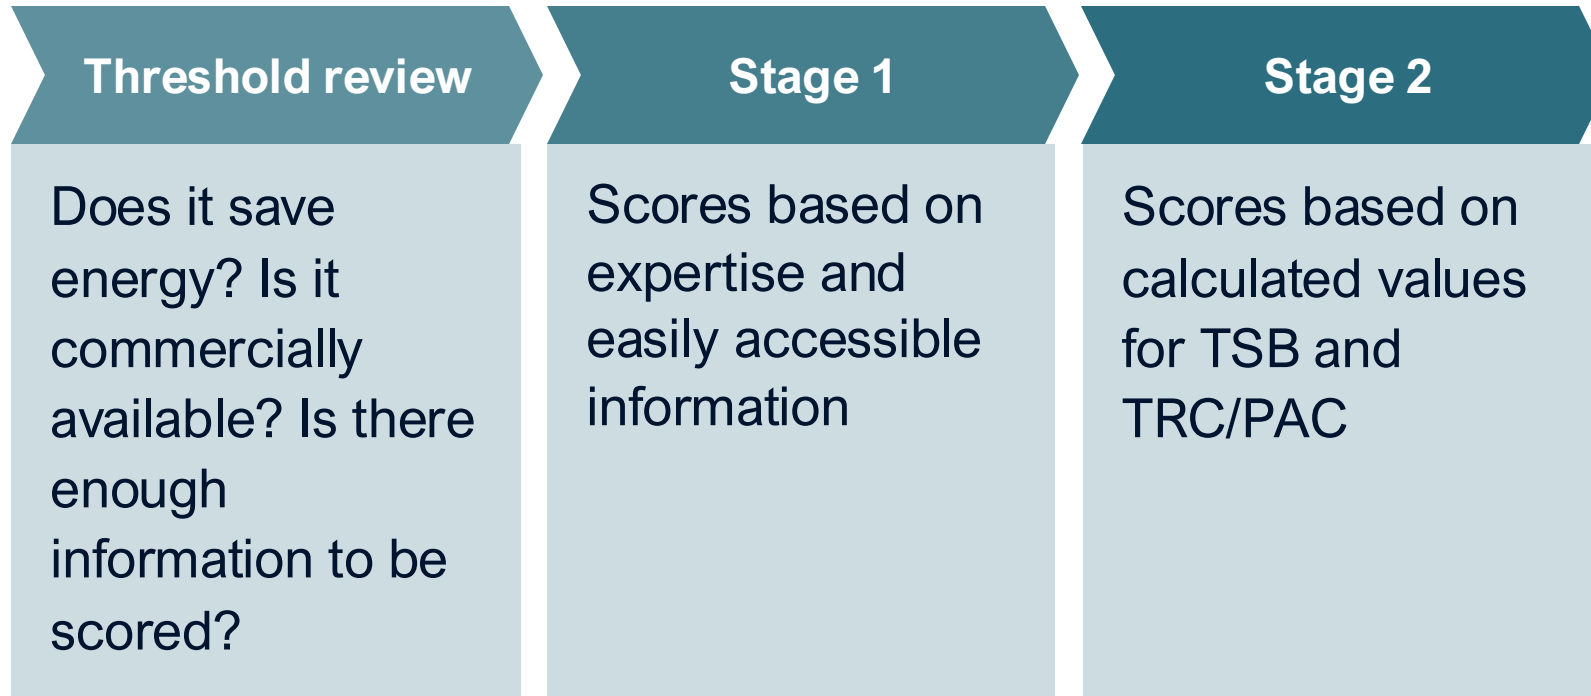 Threshold review
Does it save
energy? Is it
commercially
available? Is there
enough
information to be
scored?
Stage 1
Scores based on
expertise and
easily accessible
information
Stage 2
Scores based on
calculated values
for TSB and
TRC/PAC